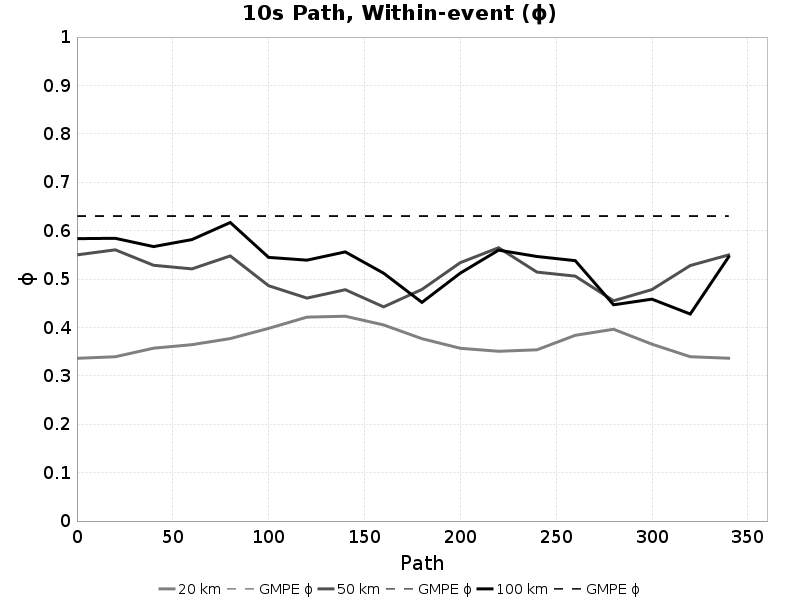 10s Path, Within-event (ϕ)
1
0.9
0.8
0.7
0.6
0.5
0.4
0.3
0.2
0.1
0
ϕ
0 50 100 150 200 250 300 350
Path
20 km GMPE ϕ 50 km GMPE ϕ 100 km GMPE ϕ